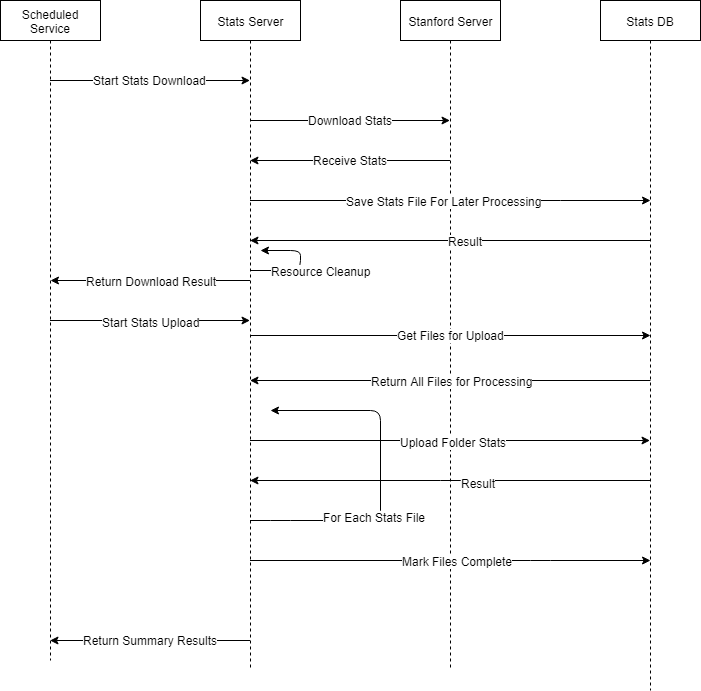 Scheduled
Service
Stats Server
Stanford Server
Stats DB
Start Stats Download
Download Stats
Receive Stats
Save Stats File For Later Processing
Result
Resource Cleanup
Return Download Result
Start Stats Upload
Get Files for Upload
Return All Files for Processing
Upload Folder Stats
Result
For Each Stats File
Mark Files Complete
Return Summary Results